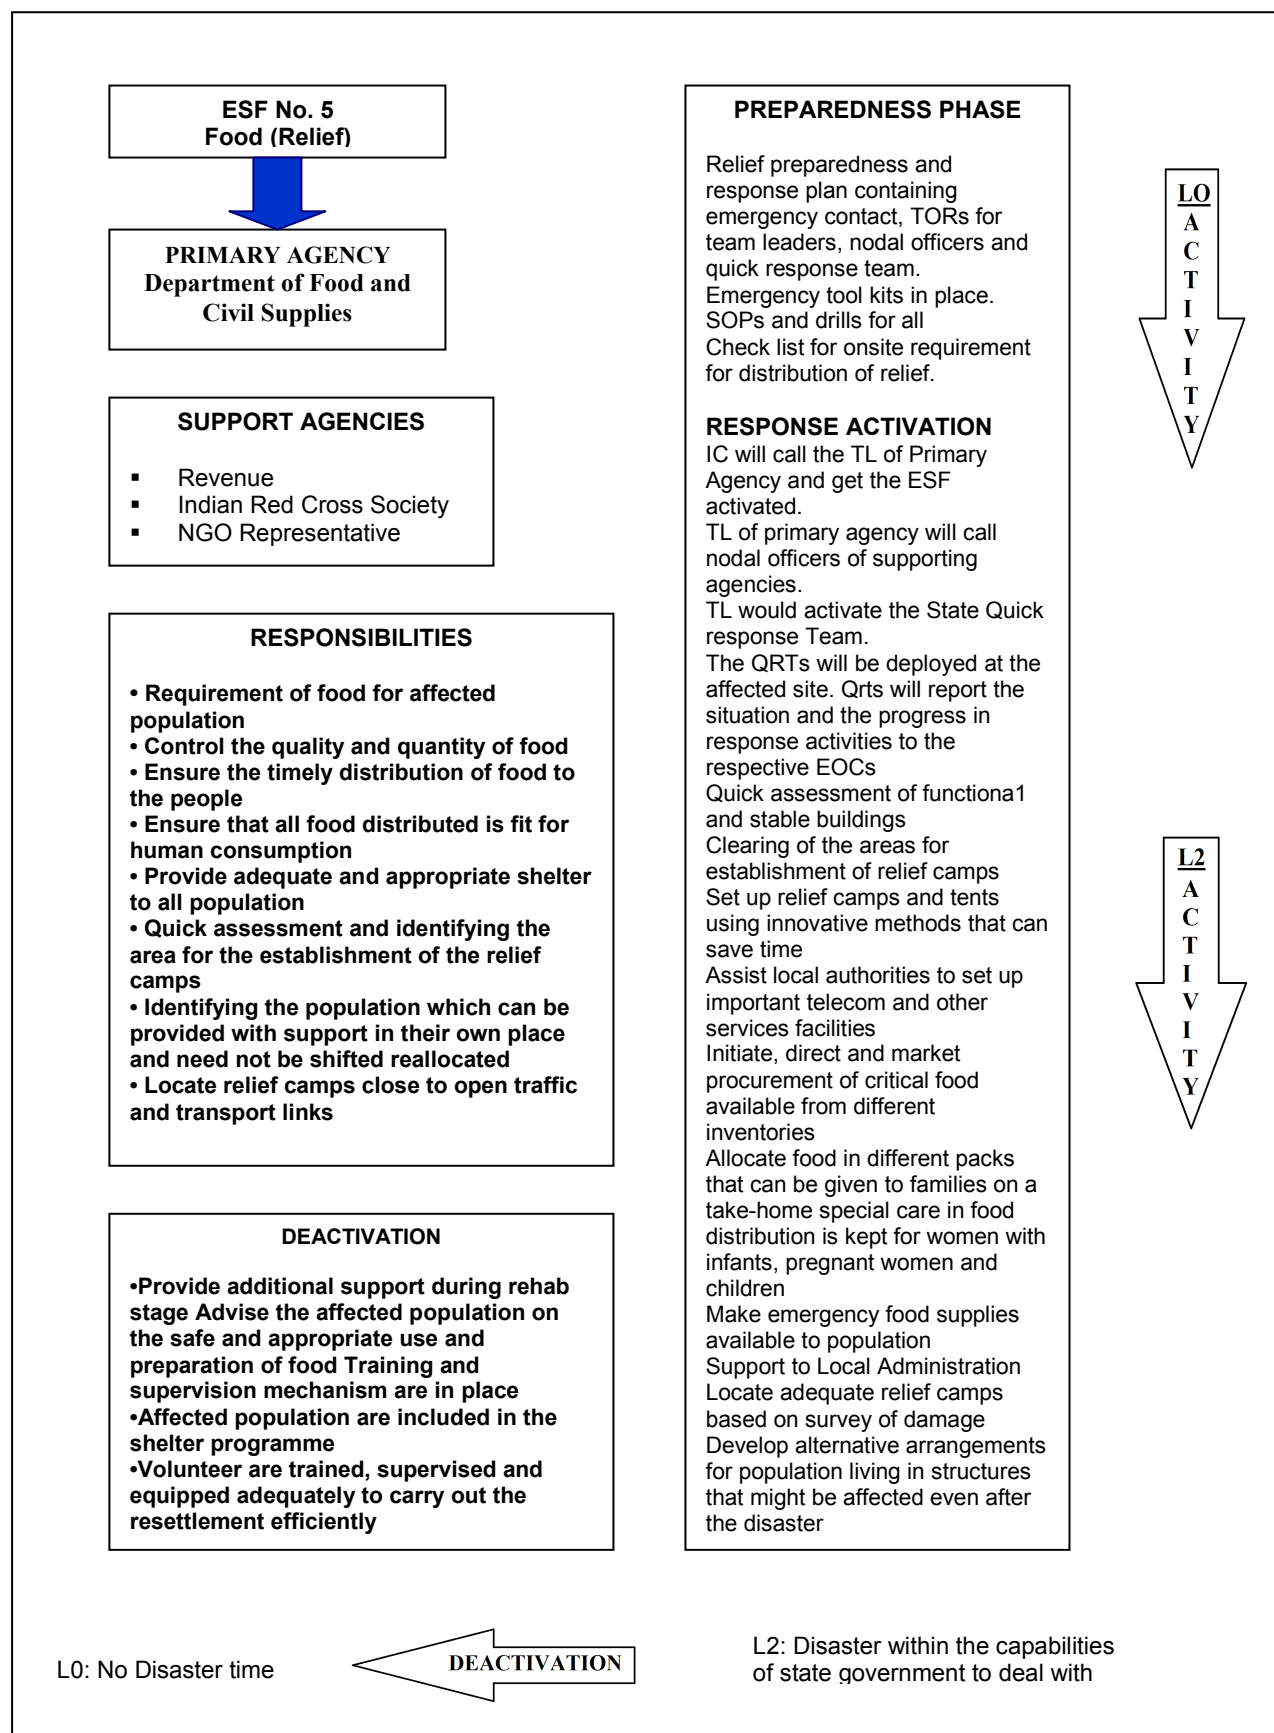 ESF No. 5
Food (Relief)
PRIMARY AGENCY
Department of Food and
Civil Supplies
SUPPORT AGENCIES
▪ Revenue
▪ Indian Red Cross Society
▪ NGO Representative
RESPONSIBILITIES
• Requirement of food for affected
population
• Control the quality and quantity of food
• Ensure the timely distribution of food to
the people
• Ensure that all food distributed is fit for
human consumption
• Provide adequate and appropriate shelter
to all population
• Quick assessment and identifying the
area for the establishment of the relief
camps
• Identifying the population which can be
provided with support in their own place
and need not be shifted reallocated
• Locate relief camps close to open traffic
and transport links
DEACTIVATION
•Provide additional support during rehab
stage Advise the affected population on
the safe and appropriate use and
preparation of food Training and
supervision mechanism are in place
•Affected population are included in the
shelter programme
•Volunteer are trained, supervised and
equipped adequately to carry out the
resettlement efficiently
PREPAREDNESS PHASE
Relief preparedness and
response plan containing
emergency contact, TORs for
team leaders, nodal officers and
quick response team.
Emergency tool kits in place.
SOPs and drills for all
Check list for onsite requirement
for distribution of relief.
RESPONSE ACTIVATION
IC will call the TL of Primary
Agency and get the ESF
activated.
TL of primary agency will call
nodal officers of supporting
agencies.
TL would activate the State Quick
response Team.
The QRTs will be deployed at the
affected site. Qrts will report the
situation and the progress in
response activities to the
respective EOCs
Quick assessment of functiona1
and stable buildings
Clearing of the areas for
establishment of relief camps
Set up relief camps and tents
using innovative methods that can
save time
Assist local authorities to set up
important telecom and other
services facilities
Initiate, direct and market
procurement of critical food
available from different
inventories
Allocate food in different packs
that can be given to families on a
take-home special care in food
distribution is kept for women with
infants, pregnant women and
children
Make emergency food supplies
available to population
Support to Local Administration
Locate adequate relief camps
based on survey of damage
Develop alternative arrangements
for population living in structures
that might be affected even after
the disaster
LO
A
C
T
I
V
I
T
Y
L2
A
C
T
I
V
I
T
Y
L0: No Disaster time
DEACTIVATION
L2: Disaster within the capabilities
of state government to deal with